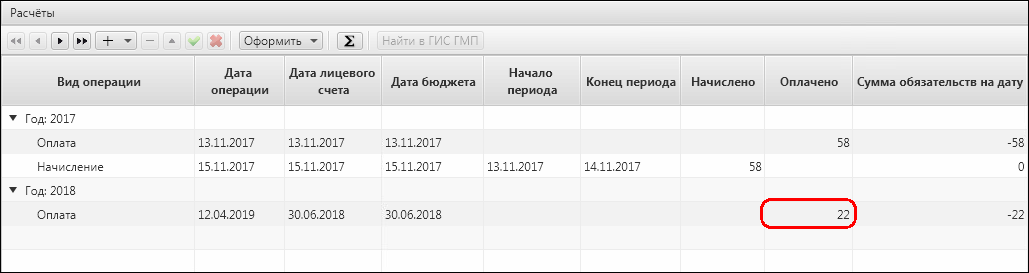 Расчёты
Оформить Σ Найти в ГИС ГМП
Вид операции Дата операции Дата лицевого счета Дата бюджета Начало периода Конец периода Начислено Оплачено Сумма обязательств на дату
Год: 2017
Оплата 13.11.2017 13.11.2017 13.11.2017 58 -58
Начисление 15.11.2017 15.11.2017 15.11.2017 13.11.2017 14.11.2017 58 0
Год: 2018
Оплата 12.04.2019 30.06.2018 30.06.2018 22 -22